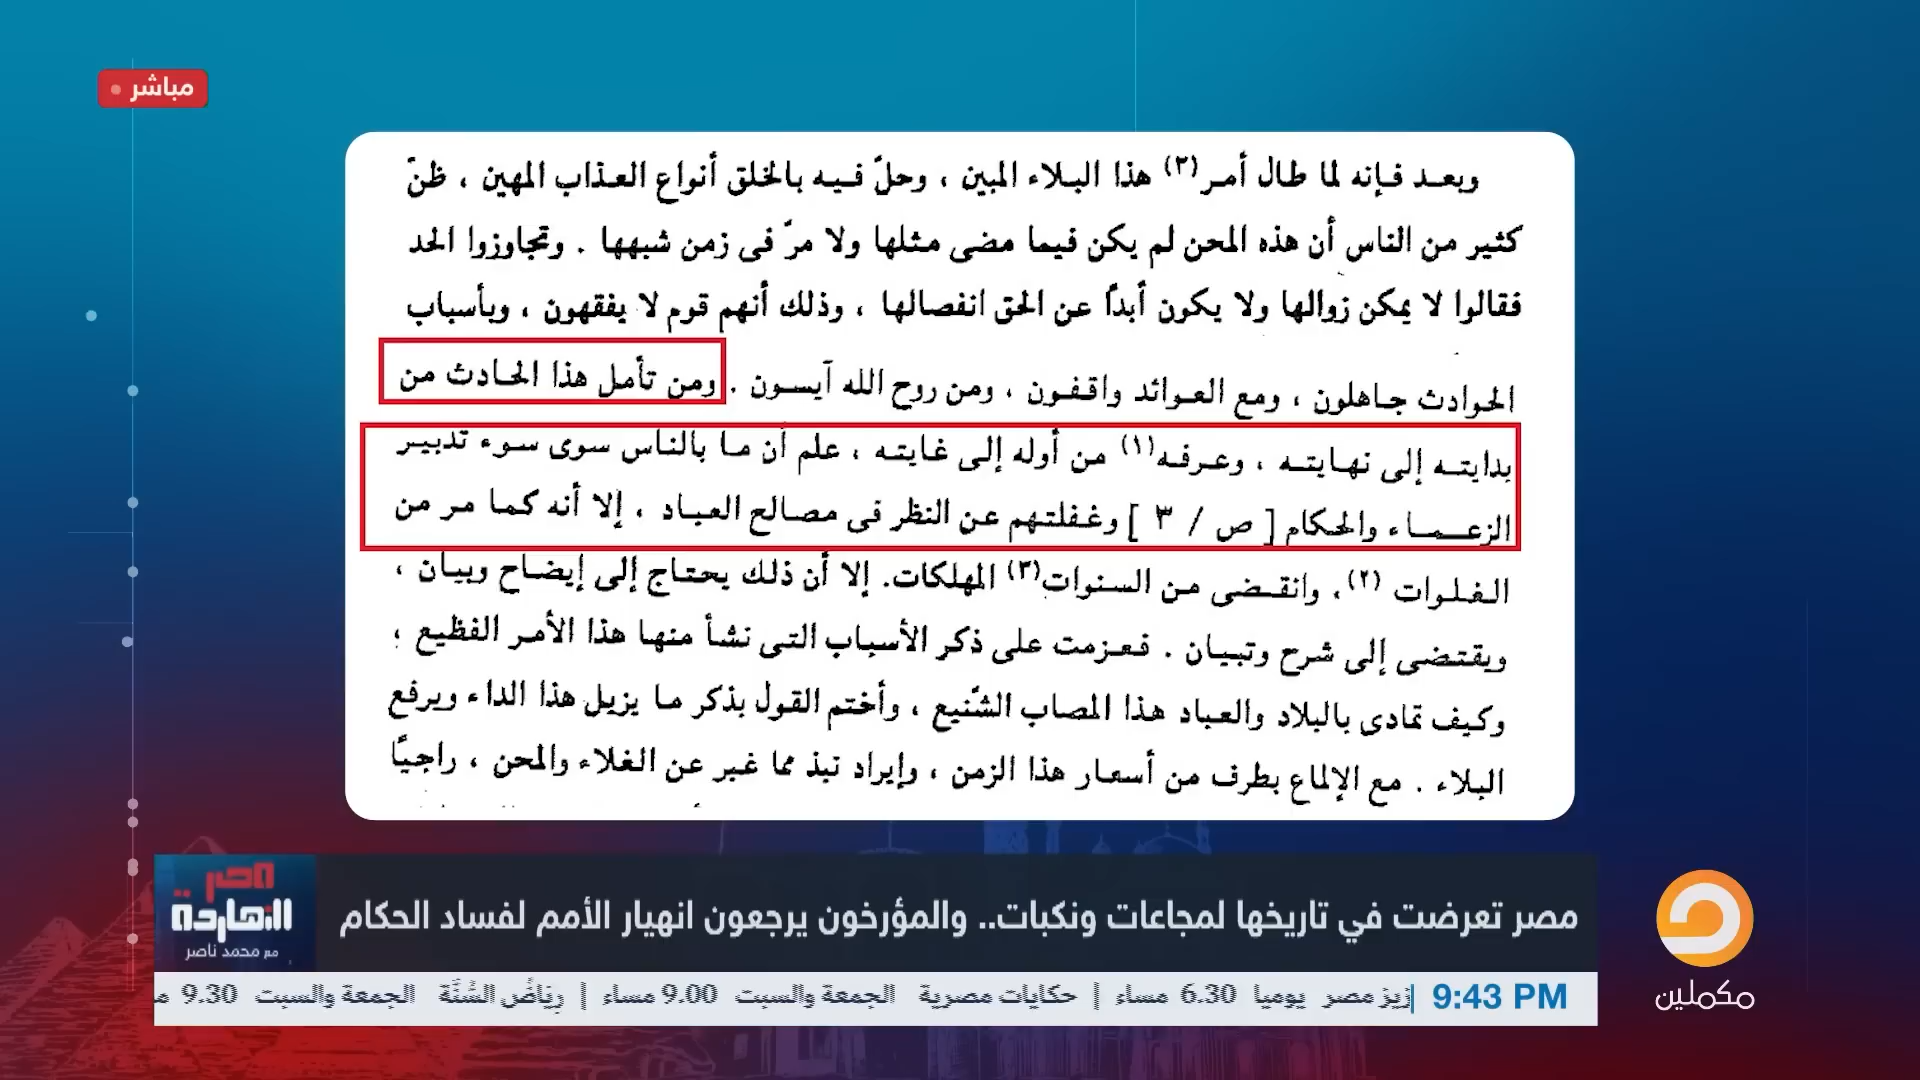 مباشر
وبعد فإنه لما طال أمر(٣) هذا البلاء المبين ، وحلّ فيه بالخلق أنواع العذاب المهين ، ظنّ
كثير من الناس أن هذه المحن لم يكن فيما مضى مثلها ولا مرّ فى زمن شبهها . وتجاوزوا الحد
فقالوا لا يمكن زوالها ولا يكون أبدًا عن الحق انفصالها ، وذلك أنهم قوم لا يفقهون ، وبأسباب
الحوادث جاهلون ، ومع العوائد واقفون ، ومن روح الله آيسون . ومن تأمل هذا الحادث من
بدايته إلى نهايته ، وعرفه(١) من أوله إلى غايته ، علم أن ما بالناس سوى سوء تدبير
الزعماء والحكام [ ص / ٣ ] وغفلتهم عن النظر فى مصالح العباد ، إلا أنه كما مر من
الغلوات (٢) ، وانقضى من السنوات(٣) المهلكات. إلا أن ذلك يحتاج إلى إيضاح وبيان ،
ويقتضى إلى شرح وتبيان . فعزمت على ذكر الأسباب التى نشأ منها هذا الأمر الفظيع ؛
وكيف تمادى بالبلاد والعباد هذا المصاب الشّنيع ، وأختم القول بذكر ما يزيل هذا الداء ويرفع
البلاء . مع الإلماع بطرف من أسعار هذا الزمن ، وإيراد نبذ مما غبر عن الغلاء والمحن ، راجيًا
مصر تعرضت في تاريخها لمجاعات ونكبات.. والمؤرخون يرجعون انهيار الأمم لفساد الحكام
مصر
النهاردة
مع محمد ناصر
9:43 PM
زيز مصر يوميا 6.30 مساء | حكايات مصرية الجمعة والسبت 9.00 مساء | رِيَاضُ السُّنَّة الجمعة والسبت 9.30 م
مكملين